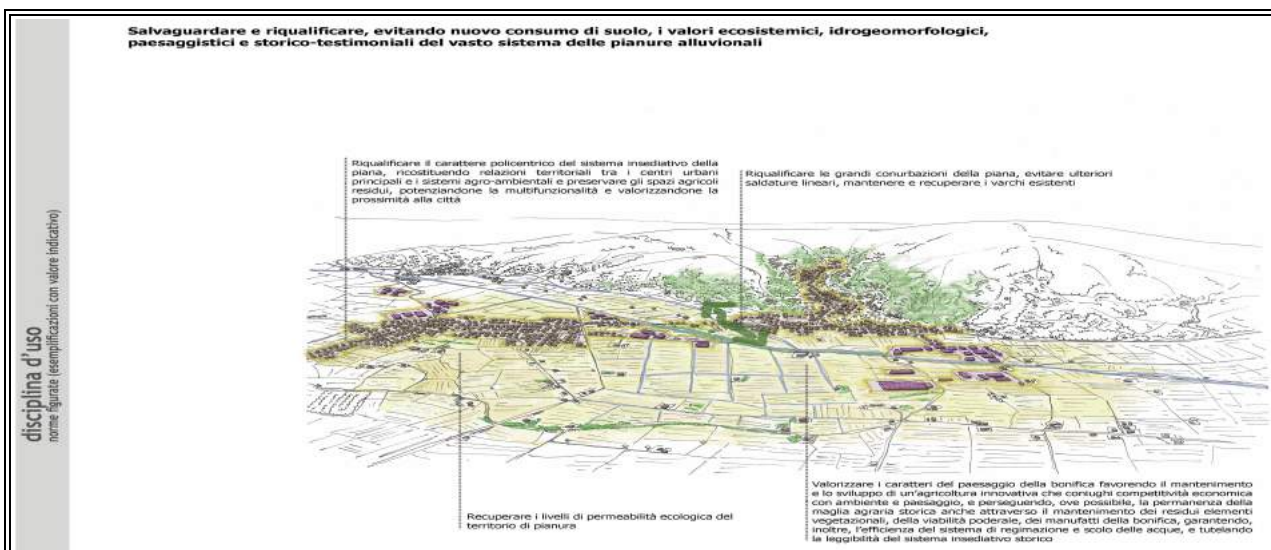 Salvaguardare e riqualificare, evitando nuovo consumo di suolo, i valori ecosistemici, idrogeomorfologici,
paesaggistici e storico-testimoniali del vasto sistema delle pianure alluvionali
Riqualificare il carattere policentrico del sistema insediativo della
piana, ricostituendo relazioni territoriali tra i centri urbani
principali e i sistemi agro-ambientali e preservare gli spazi agricoli
residui, potenziandone la multifunzionalità e valorizzandone la
prossimità alla città
Riqualificare le grandi conurbazioni della piana, evitare ulteriori
saldature lineari, mantenere e recuperare i varchi esistenti
disciplina d'uso
norme figurate (esemplificazioni con valore indicativo)
Recuperare i livelli di permeabilità ecologica del
territorio di pianura
Valorizzare i caratteri del paesaggio della bonifica favorendo il mantenimento
e lo sviluppo di un'agricoltura innovativa che coniughi competitività economica
con ambiente e paesaggio, e perseguendo, ove possibile, la permanenza della
maglia agraria storica anche attraverso il mantenimento dei residui elementi
vegetazionali, della viabilità poderale, dei manufatti della bonifica, garantendo,
inoltre, l'efficienza del sistema di regimazione e scolo delle acque, e tutelando
la leggibilità del sistema insediativo storico